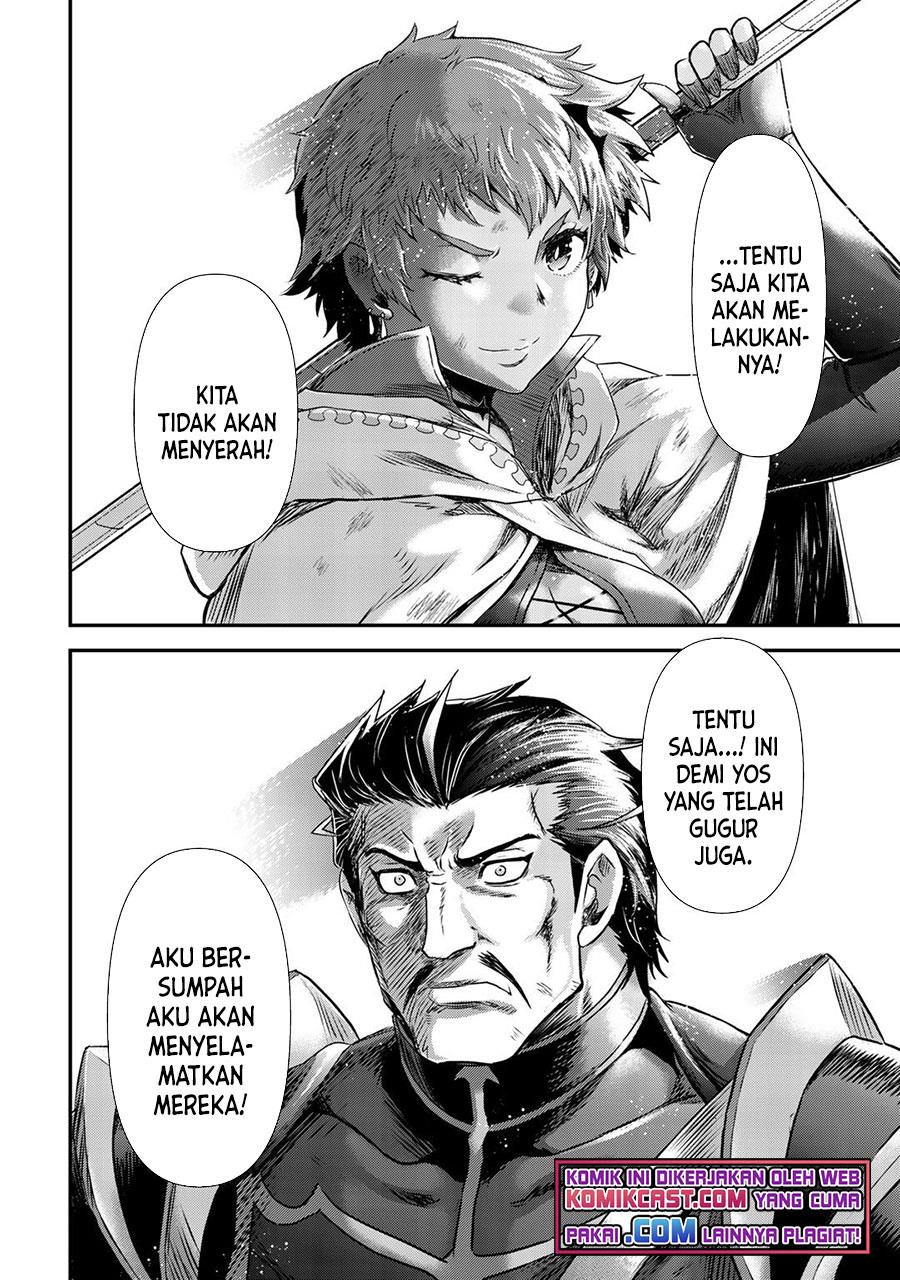 ...TENTU
SAJA KITA
AKAN ME-
LAKUKAN-
NYA!
KITA
TIDAK AKAN
MENYERAH!
TENTU
SAJA...! INI
DEMI YOS
YANG TELAH
GUGUR
JUGA.
AKU BER-
SUMPAH
AKU AKAN
MENYELA-
MATKAN
MEREKA!
KOMIK INI DIKERJAKAN OLEH WEB
KOMIKCAST.COM YANG CUMA
PAKAI .COM LAINNYA PLAGIAT!